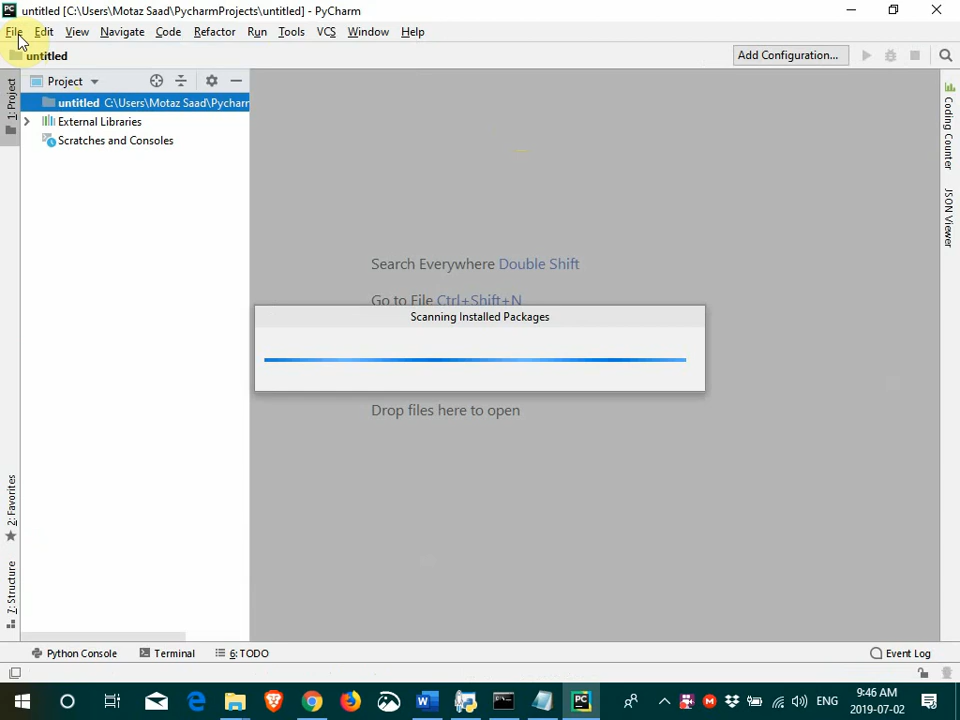 untitled [C:\Users\Motaz Saad\PycharmProjects\untitled] - PyCharm
File Edit View Navigate Code Refactor Run Tools VCS Window Help
untitled
Add Configuration...
1: Project
Project
untitled C:\Users\Motaz Saad\Pycharm
External Libraries
Scratches and Consoles
Coding Counter
JSON Viewer
Search Everywhere Double Shift
Go to File Ctrl+Shift+N
Scanning Installed Packages
Drop files here to open
2: Favorites
7: Structure
Python Console Terminal 6: TODO Event Log
ENG
9:46 AM
2019-07-02